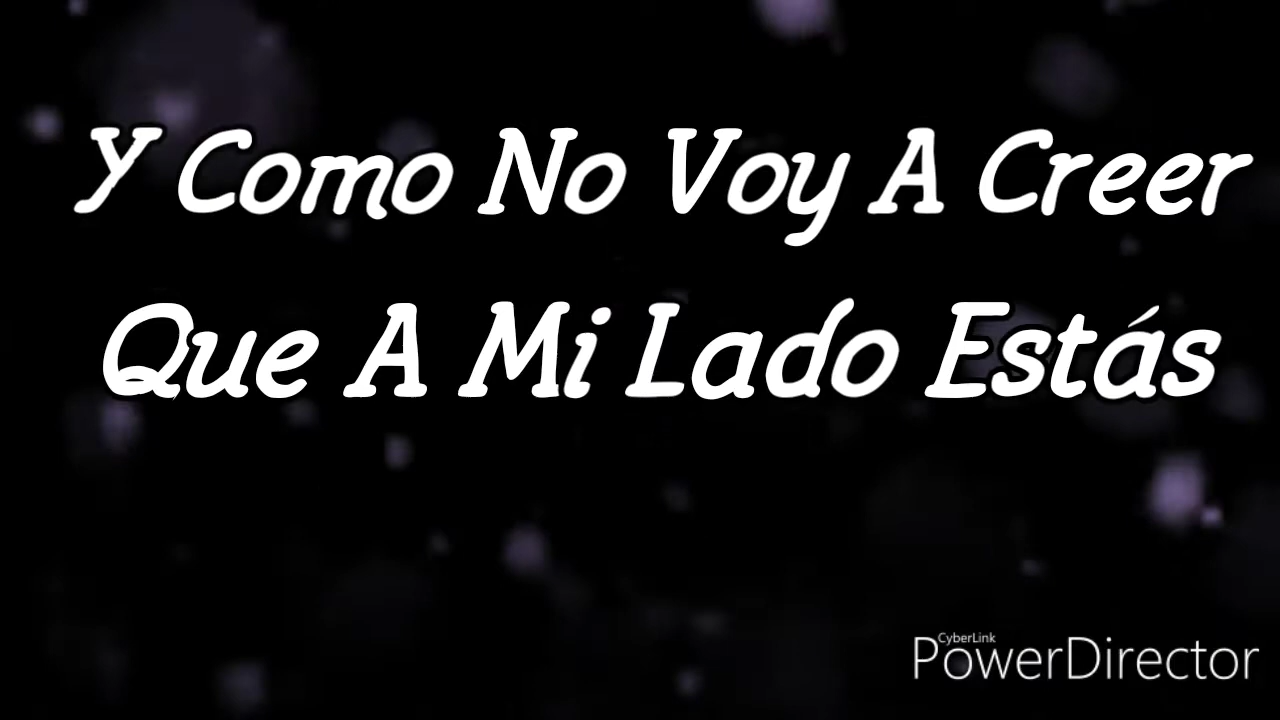 Y Como No Voy A Creer
Que A Mi Lado Estás
CyberLink
PowerDirector